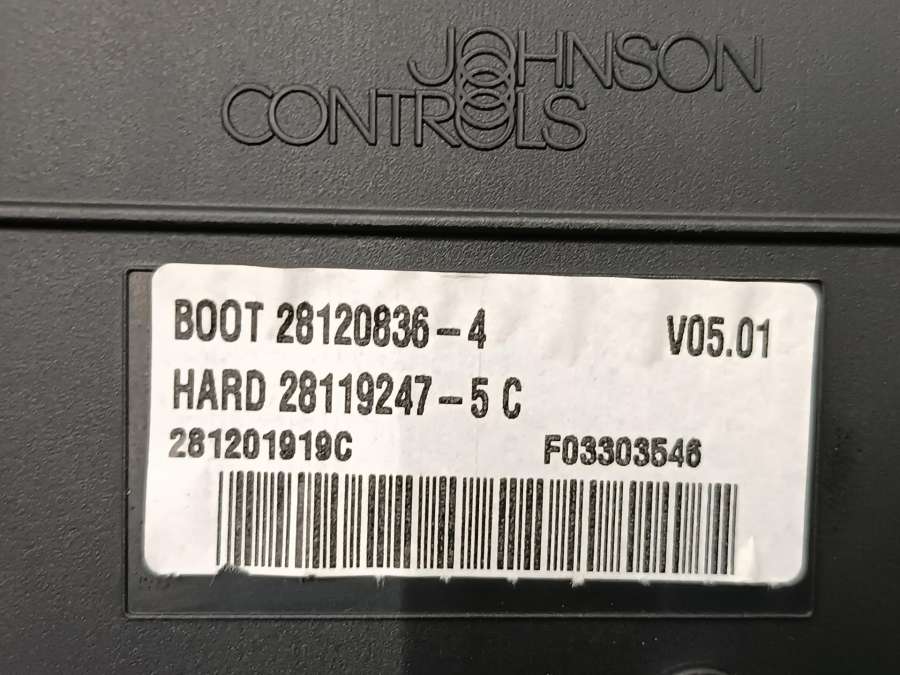 JOHNSON
CONTROLS
BOOT 28120836-4 V05.01
HARD 28119247-5 C
281201919C F03303546